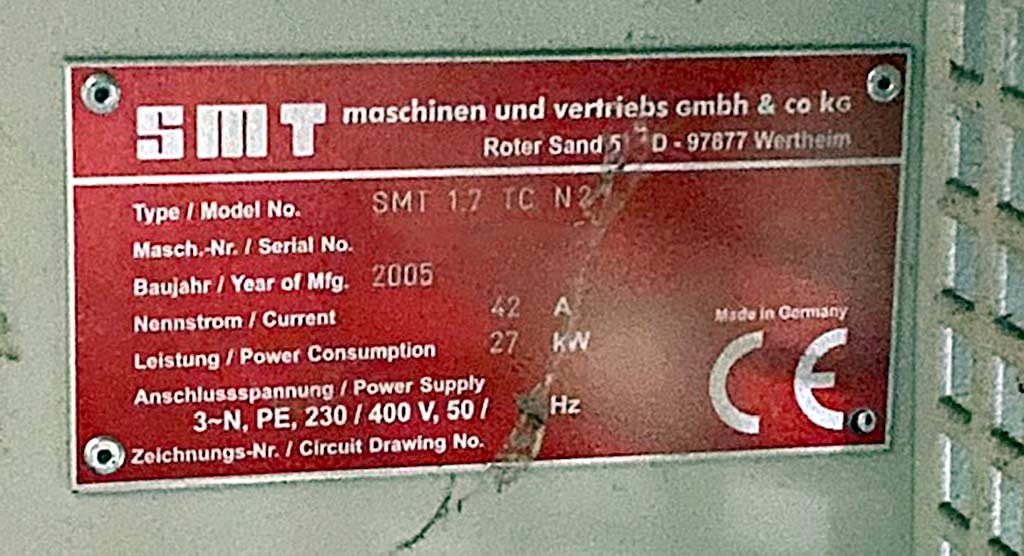 SMT maschinen und vertriebs gmbh & co kg
Roter Sand D - 97877 Wertheim
Type / Model No. SMT 1.7 TC N2
Masch.-Nr. / Serial No.
Baujahr / Year of Mfg. 2005
Nennstrom / Current 42 A
Leistung / Power Consumption 27 kW
Made in Germany
CE
Anschlussspannung / Power Supply
3~N, PE, 230 / 400 V, 50 / Hz
Zeichnungs-Nr. / Circuit Drawing No.